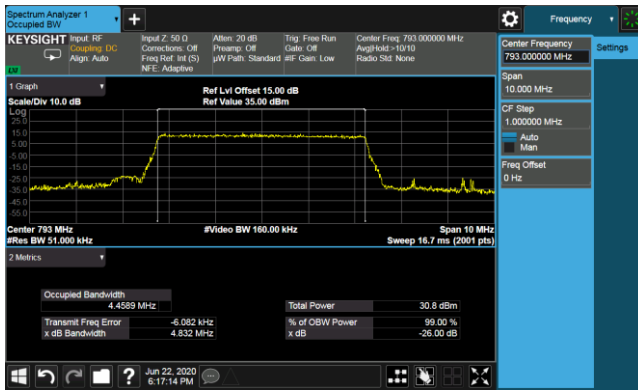 Spectrum Analyzer 1
Occupied BW
+
Frequency
KEYSIGHT
Input: RF
Coupling: DC
Align: Auto
Input Z: 50 Ω
Corrections: Off
Freq Ref: Int (S)
NFE: Adaptive
Atten: 20 dB
Preamp: Off
µW Path: Standard
Trig: Free Run
Gate: Off
#IF Gain: Low
Center Freq: 793.000000 MHz
Avg|Hold:>10/10
Radio Std: None
Center Frequency
793.000000 MHz
Settings
Span
10.000 MHz
CF Step
1.000000 MHz
Auto
Man
Freq Offset
0 Hz
1 Graph
Scale/Div 10.0 dB
Ref Lvl Offset 15.00 dB
Ref Value 35.00 dBm
Log
25.0
15.0
5.00
-5.00
-15.0
-25.0
-35.0
-45.0
-55.0
Center 793 MHz
#Res BW 51.000 kHz
#Video BW 160.00 kHz
Span 10 MHz
Sweep 16.7 ms (2001 pts)
2 Metrics
Occupied Bandwidth
4.4589 MHz
Total Power 30.8 dBm
Transmit Freq Error -6.082 kHz
% of OBW Power 99.00 %
x dB Bandwidth 4.832 MHz
x dB -26.00 dB
?
Jun 22, 2020
6:17:14 PM